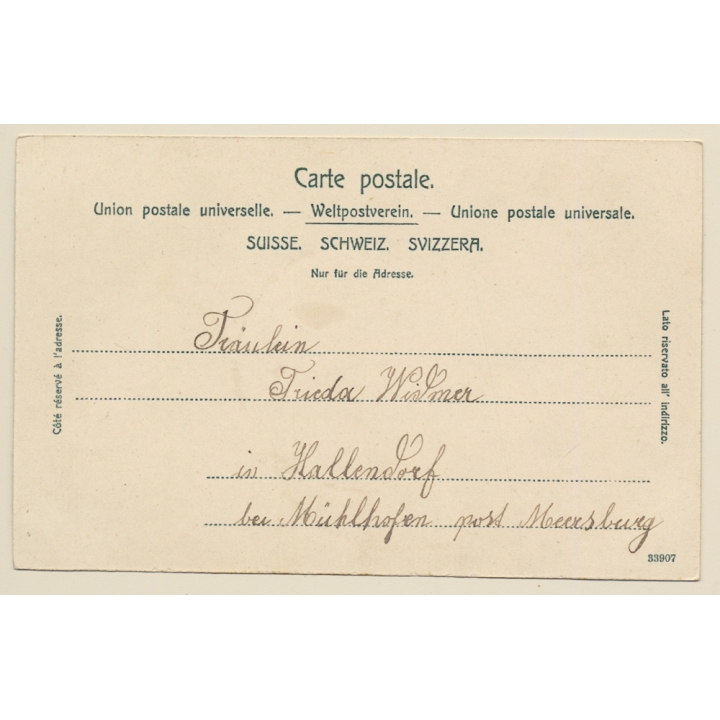 Carte postale.
Union postale universelle. — Weltpostverein. — Unione postale universale.
SUISSE. SCHWEIZ. SVIZZERA.
Nur für die Adresse.
Côté réservé à l'adresse.
Lato riservato all' indirizzo.
Fräulein
Frieda Widmer
in Hallendorf
bei Mühlhofen post Meersburg
33907